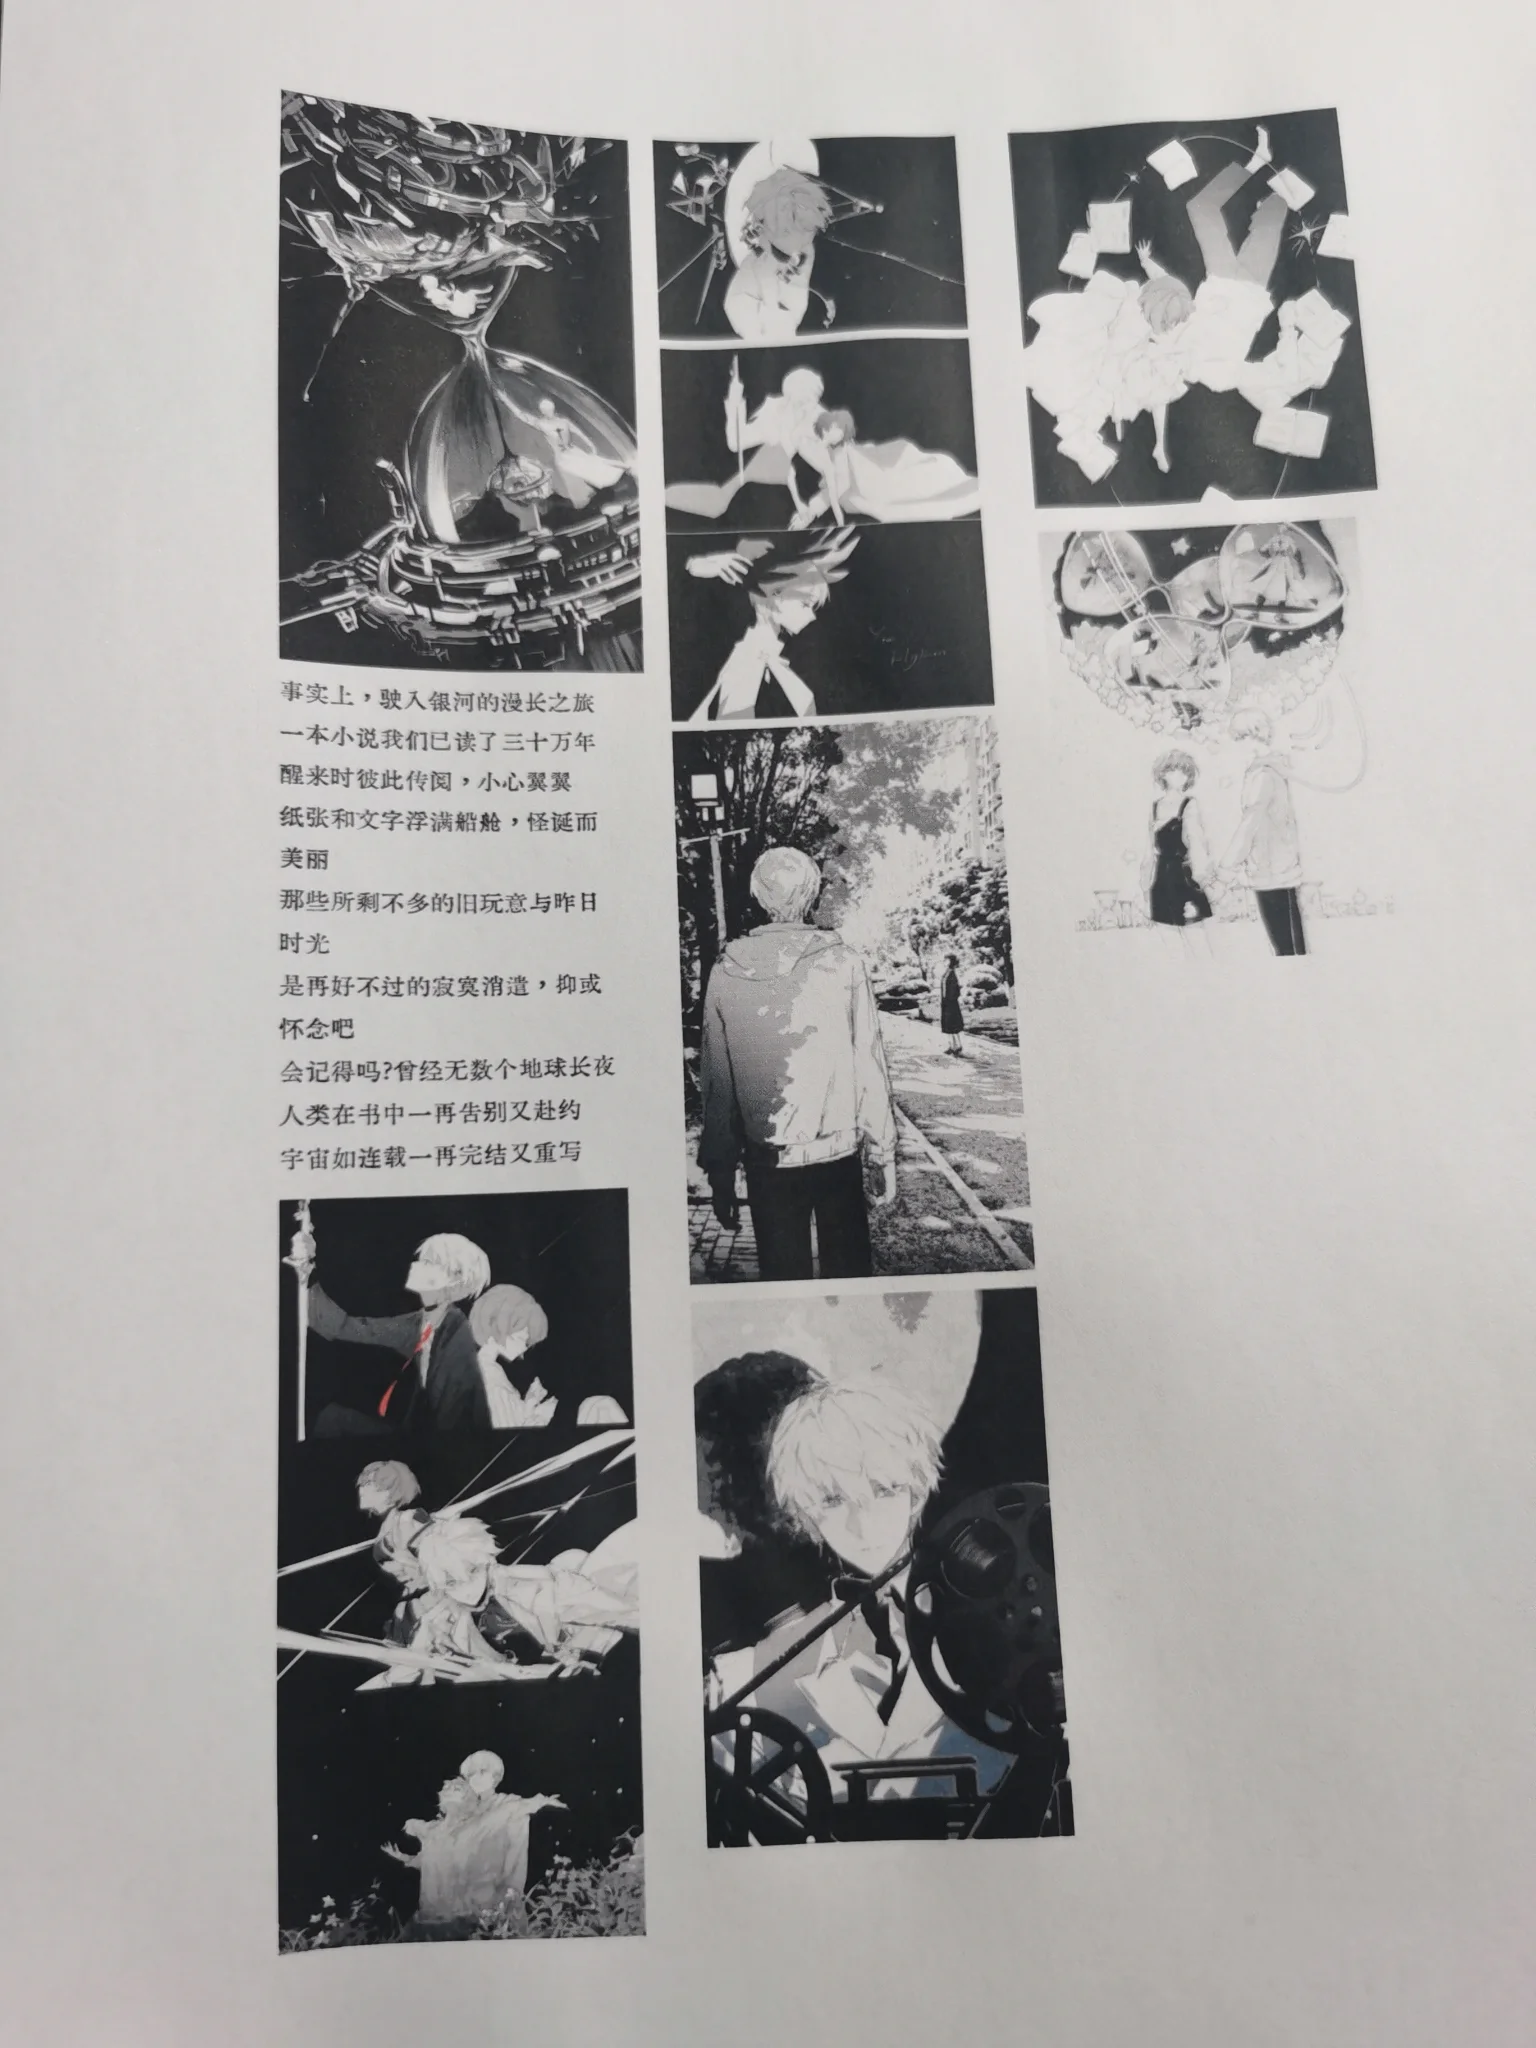 事实上，驶入银河的漫长之旅
一本小说我们已读了三十万年
醒来时彼此传阅，小心翼翼
纸张和文字浮满船舱，怪诞而
美丽
那些所剩不多的旧玩意与昨日
时光
是再好不过的寂寞消遣，抑或
怀念吧
会记得吗?曾经无数个地球长夜
人类在书中一再告别又赴约
宇宙如连载一再完结又重写